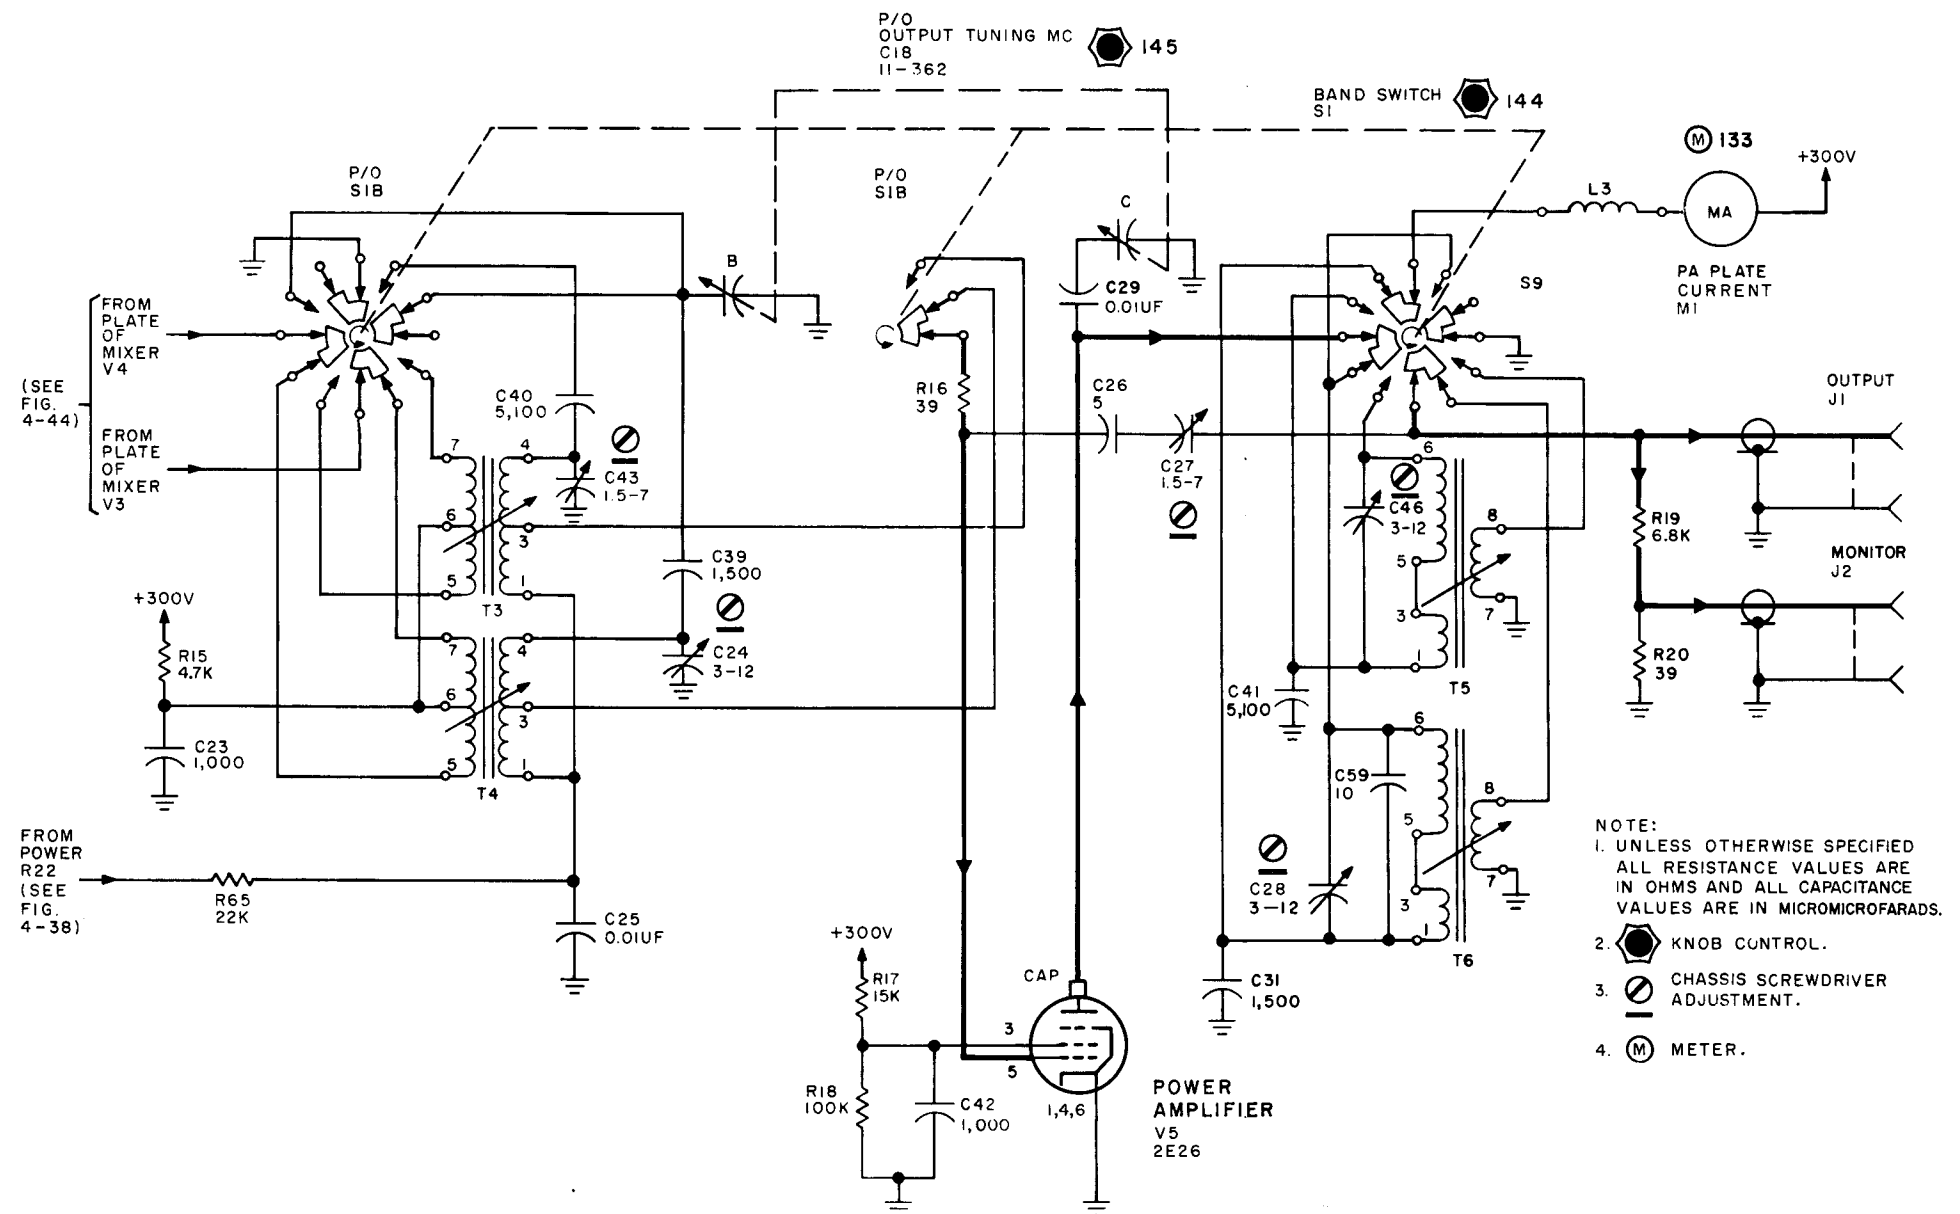 P/O
OUTPUT TUNING MC
C18
11-362
145
BAND SWITCH
S1
144
M 133
+300V
P/O
S1B
P/O
S1B
L3
MA
C
B
S9
PA PLATE
CURRENT
M1
C29
0.01UF
FROM
PLATE
OF
MIXER
V4
(SEE
FIG.
4-44)
FROM
PLATE
OF
MIXER
V3
R16
39
C26
5
C27
1.5-7
C40
5,100
C43
1.5-7
7
4
6
3
5
1
T3
C39
1,500
C24
3-12
+300V
R15
4.7K
C23
1,000
7
4
6
3
5
1
T4
OUTPUT
J1
6
C46
3-12
5
3
1
8
7
T5
R19
6.8K
MONITOR
J2
R20
39
C41
5,100
6
C59
10
5
3
1
8
7
T6
C28
3-12
C31
1,500
FROM
POWER
R22
(SEE
FIG.
4-38)
R65
22K
C25
0.01UF
+300V
R17
15K
R18
100K
C42
1,000
CAP
3
5
1,4,6
POWER
AMPLIFIER
V5
2E26
NOTE:
1. UNLESS OTHERWISE SPECIFIED
ALL RESISTANCE VALUES ARE
IN OHMS AND ALL CAPACITANCE
VALUES ARE IN MICROMICROFARADS.
2. KNOB CONTROL.
3. CHASSIS SCREWDRIVER
ADJUSTMENT.
4. M METER.